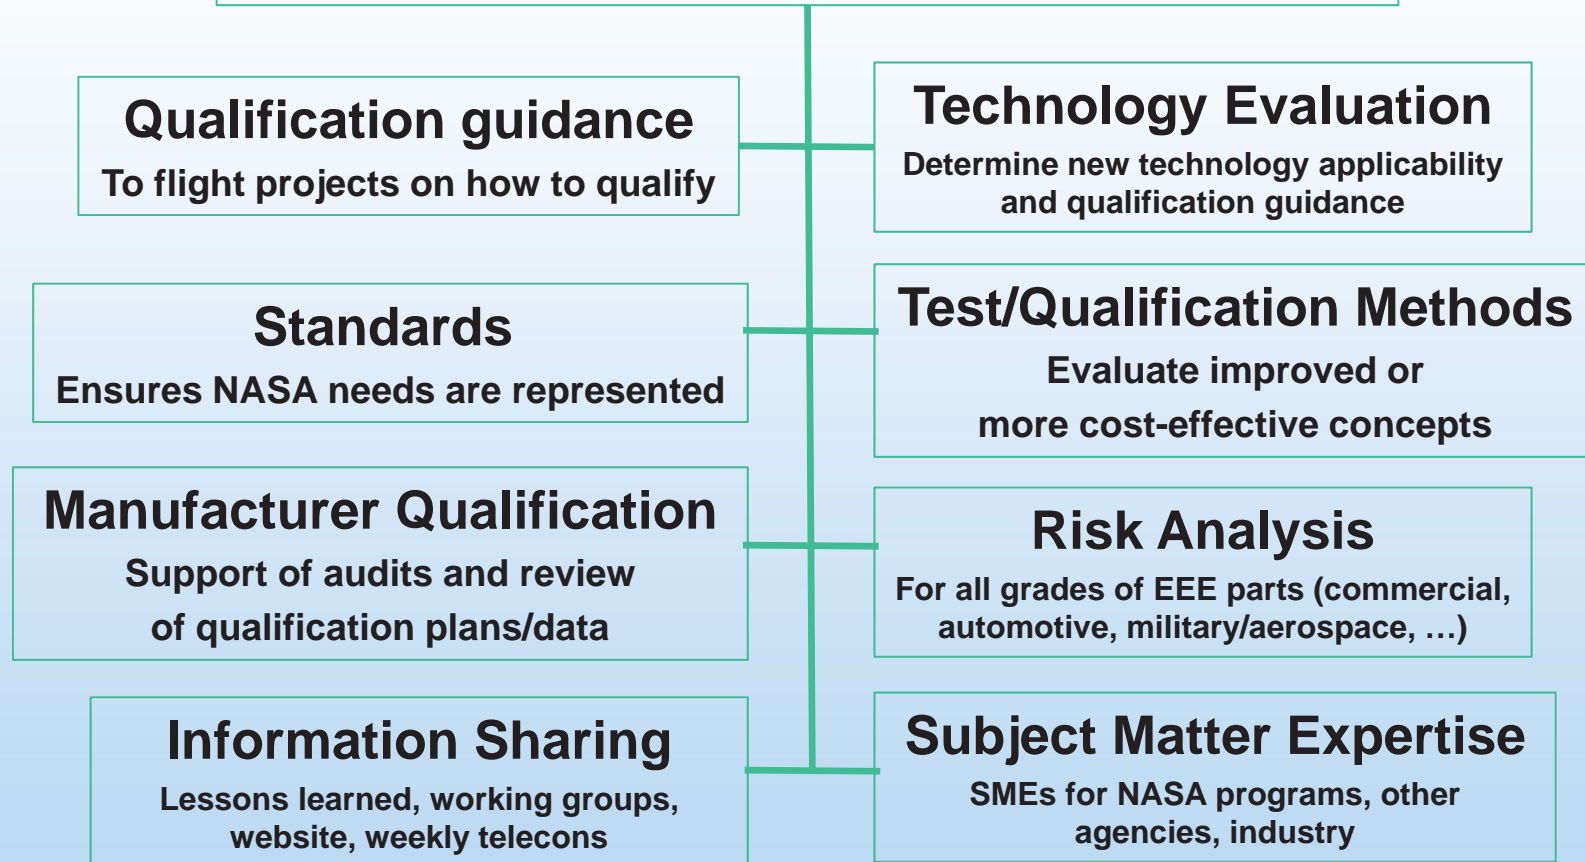 Qualification guidance
To flight projects on how to qualify
Technology Evaluation
Determine new technology applicability
and qualification guidance
Standards
Ensures NASA needs are represented
Test/Qualification Methods
Evaluate improved or
more cost-effective concepts
Manufacturer Qualification
Support of audits and review
of qualification plans/data
Risk Analysis
For all grades of EEE parts (commercial,
automotive, military/aerospace, …)
Information Sharing
Lessons learned, working groups,
website, weekly telecons
Subject Matter Expertise
SMEs for NASA programs, other
agencies, industry